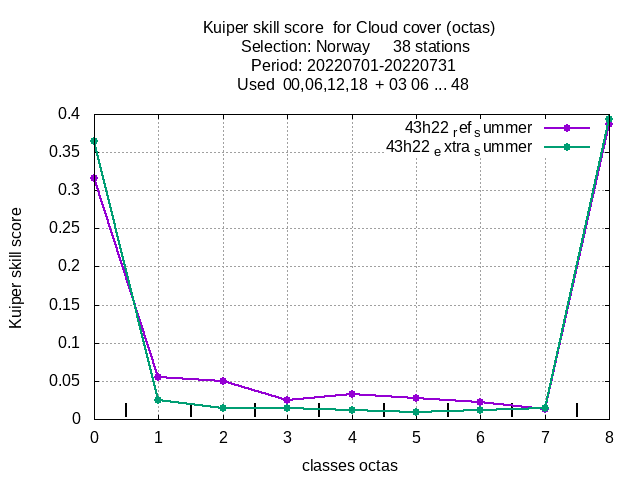 Kuiper skill score  for Cloud cover (octas)
Selection: Norway     38 stations
Period: 20220701-20220731
Used  00,06,12,18  + 03 06 ... 48
43h22 ref summer
43h22 extra summer
0.4
0.35
0.3
0.25
0.2
0.15
0.1
0.05
0
Kuiper skill score
0 1 2 3 4 5 6 7 8
classes octas